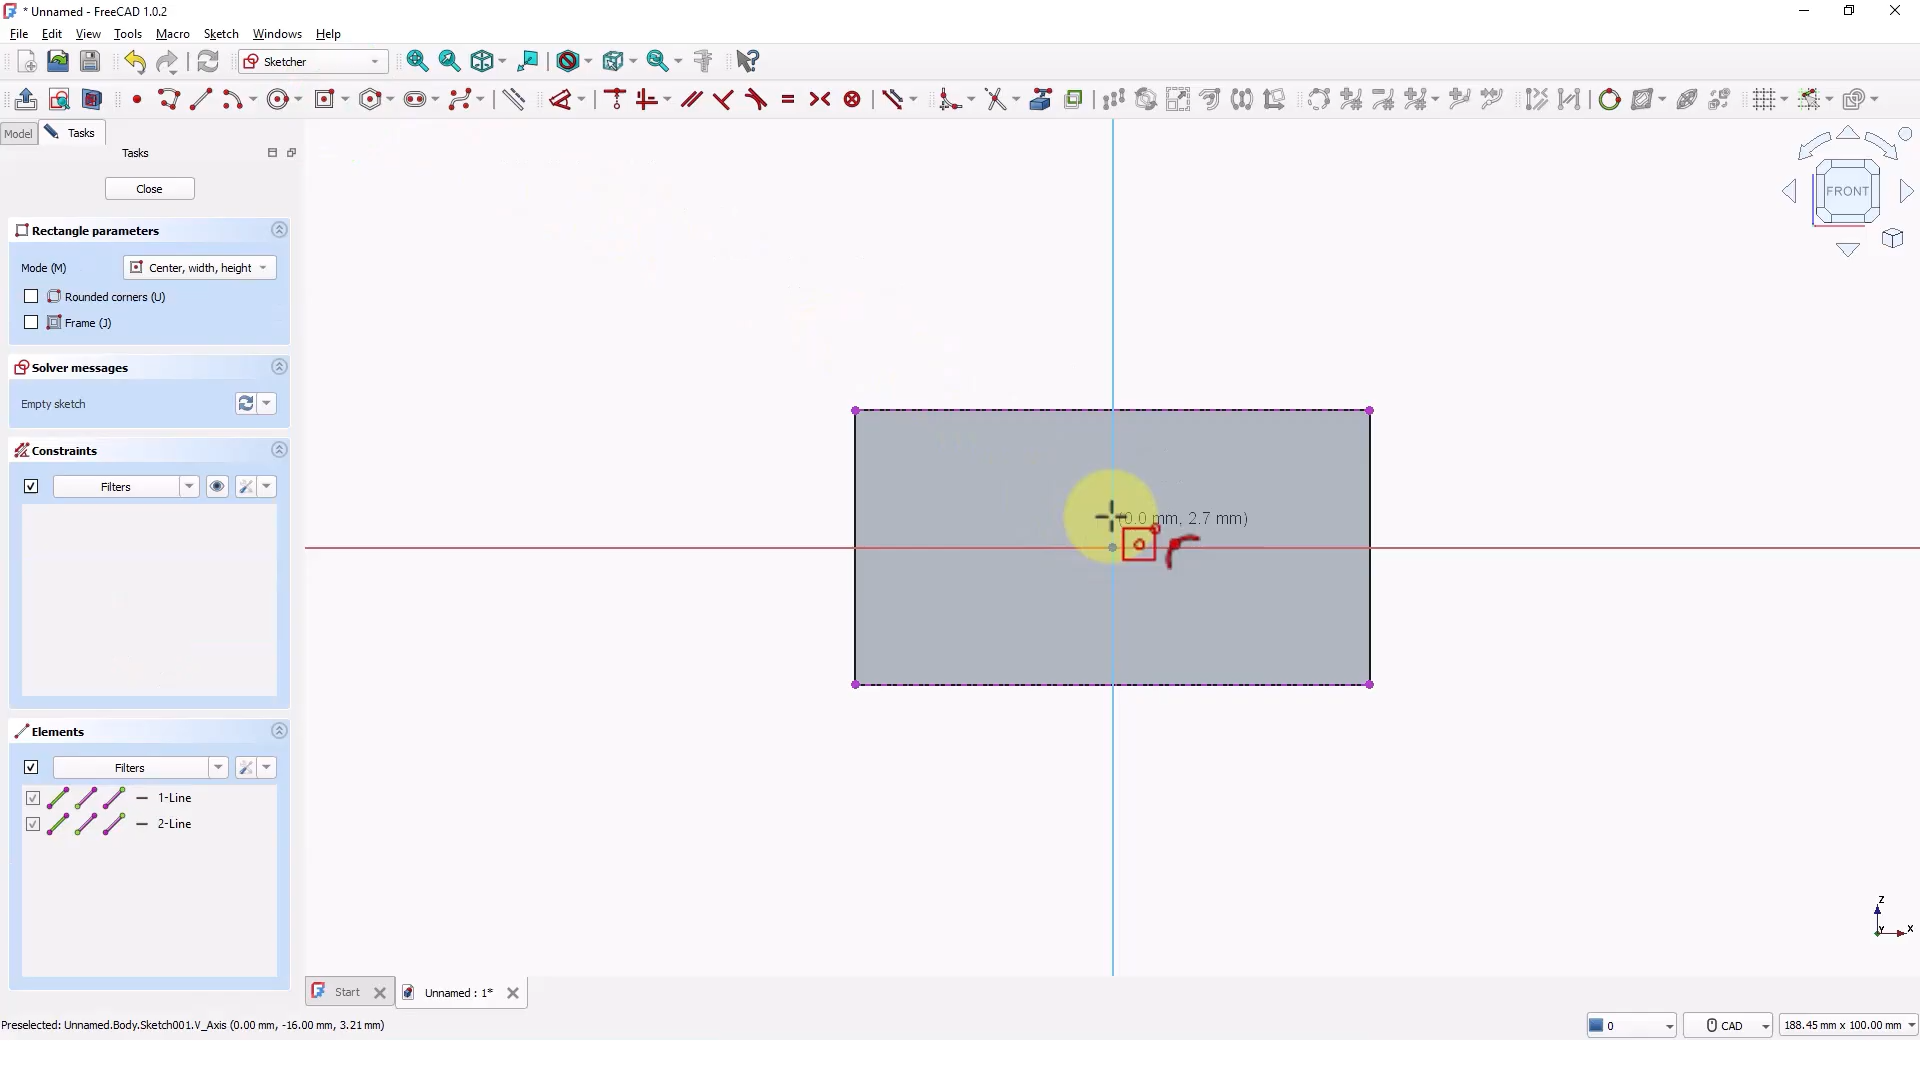 * Unnamed - FreeCAD 1.0.2
File Edit View Tools Macro Sketch Windows Help
Sketcher
Model Tasks
Tasks
Close
Rectangle parameters
Mode (M) Center, width, height
Rounded corners (U)
Frame (J)
Solver messages
Empty sketch
Constraints
Filters
Elements
Filters
1-Line
2-Line
(0.0 mm, 2.7 mm)
FRONT
Z
Y X
Start Unnamed : 1*
Preselected: Unnamed.Body.Sketch001.V_Axis (0.00 mm, -16.00 mm, 3.21 mm)
0 CAD 188.45 mm x 100.00 mm